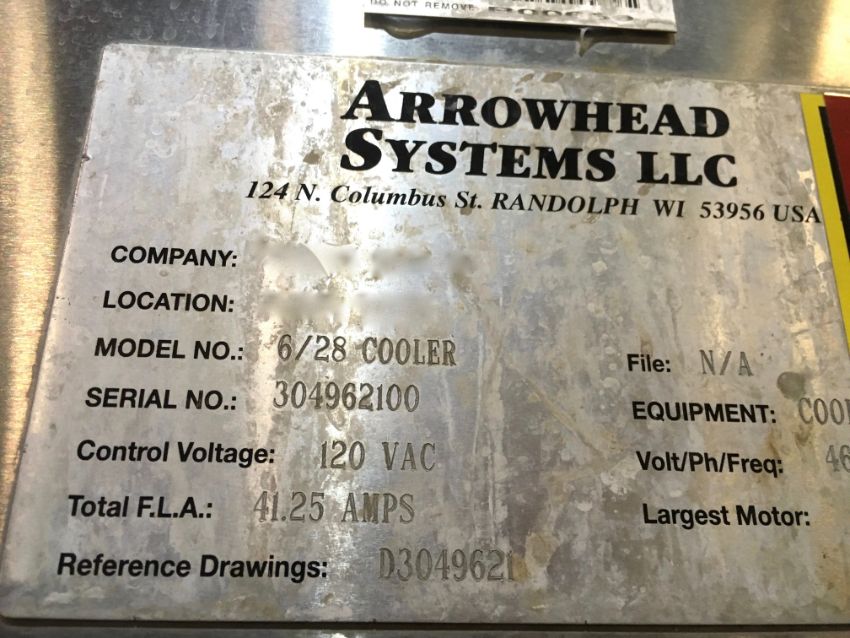 DO NOT REMOVE
ARROWHEAD
SYSTEMS LLC
124 N. Columbus St. RANDOLPH WI 53956 USA
COMPANY:
LOCATION:
MODEL NO.: 6/28 COOLER
File: N/A
SERIAL NO.: 304962100
EQUIPMENT:
Control Voltage: 120 VAC
Volt/Ph/Freq: 46
Total F.L.A.: 41.25 AMPS
Largest Motor:
Reference Drawings: D3049621